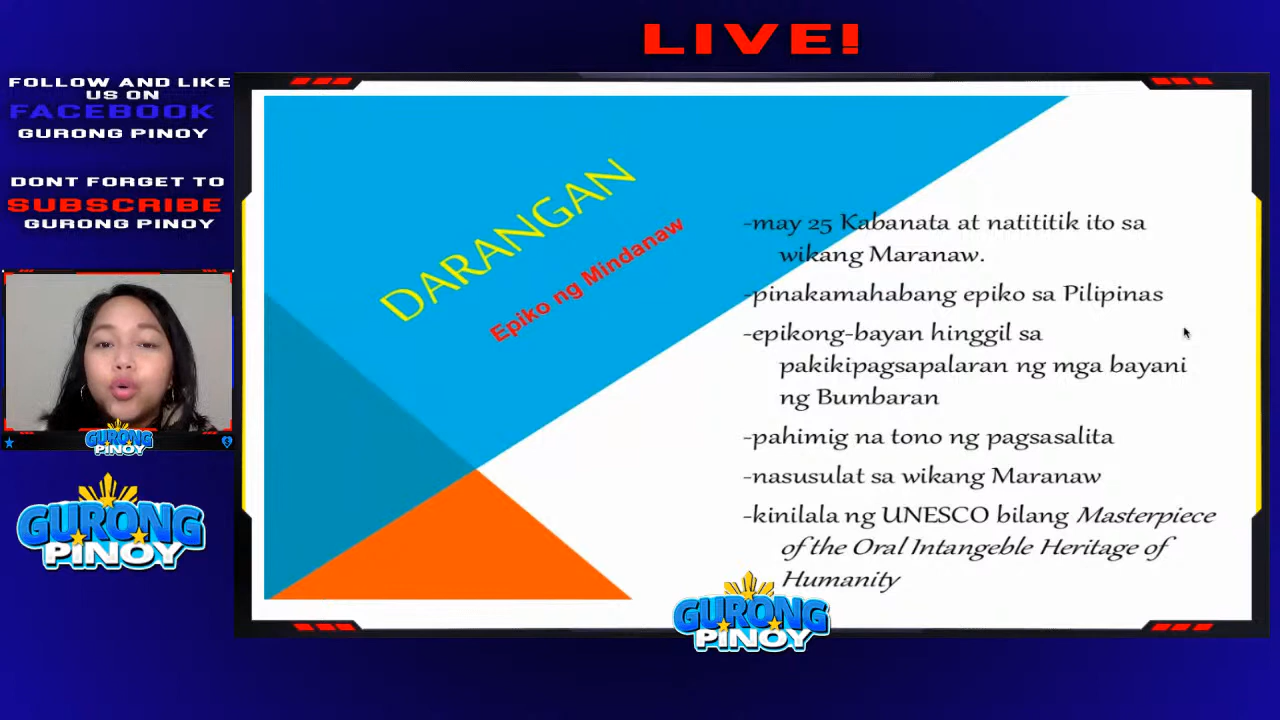 LIVE!
FOLLOW AND LIKE
US ON
FACEBOOK
GURONG PINOY
DONT FORGET TO
SUBSCRIBE
GURONG PINOY
GURONG
PINOY
GURONG
PINOY
DARANGAN
Epiko ng Mindanaw
-may 25 Kabanata at natititik ito sa
wikang Maranaw.
-pinakamahabang epiko sa Pilipinas
-epikong-bayan hinggil sa
pakikipagsapalaran ng mga bayani
ng Bumbaran
-pahimig na tono ng pagsasalita
-nasusulat sa wikang Maranaw
-kinilala ng UNESCO bilang Masterpiece
of the Oral Intangeble Heritage of
Humanity
GURONG
PINOY